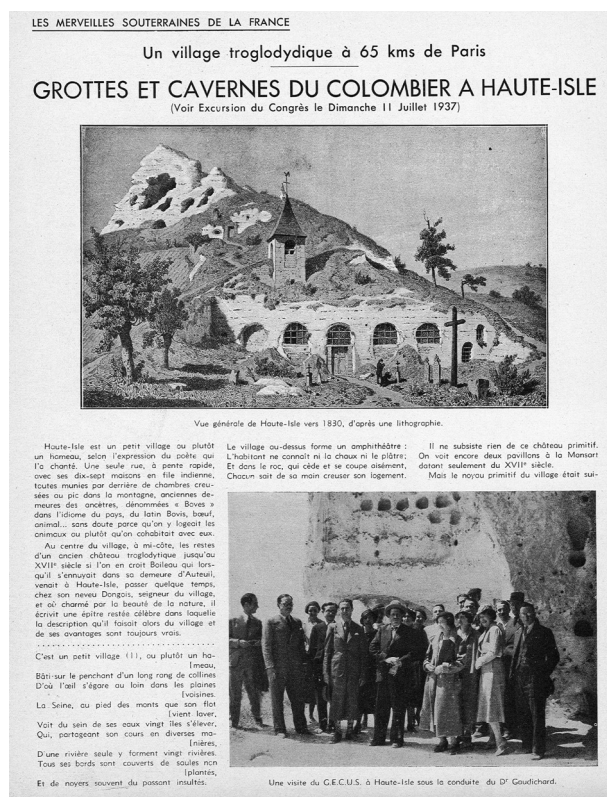 LES MERVEILLES SOUTERRAINES DE LA FRANCE
Un village troglodydique à 65 kms de Paris
GROTTES ET CAVERNES DU COLOMBIER A HAUTE-ISLE
(Voir Excursion du Congrès le Dimanche 11 Juillet 1937)
Vue générale de Haute-Isle vers 1830, d'après une lithographie.
Haute-Isle est un petit village ou plutôt
un hameau, selon l'expression du poète qui
l'a chanté. Une seule rue, à pente rapide,
avec ses dix-sept maisons en file indienne,
toutes munies par derrière de chambres creu-
sées au pic dans la montagne, anciennes de-
meures des ancêtres, dénommées « Boves »
dans l'idiome du pays, du latin Bovis, bœuf,
animal... sans doute parce qu'on y logeait les
animaux ou plutôt qu'on cohabitait avec eux.
Au centre du village, à mi-côte, les restes
d'un ancien château troglodytique jusqu'au
XVIIe siècle si l'on en croit Boileau qui lors-
qu'il s'ennuyait dans sa demeure d'Auteuil,
venait à Haute-Isle, passer quelque temps,
chez son neveu Dongois, seigneur du village,
et où charmé par la beauté de la nature, il
écrivit une épitre restée célèbre dans laquelle
la description qu'il faisait alors du village et
de ses avantages sont toujours vrais.
C'est un petit village (1), ou plutôt un ha-
[meau,
Bâti-sur le penchant d'un long rang de collines
D'où l'œil s'égare au loin dans les plaines
[voisines.
La Seine, au pied des monts que son flot
[vient laver,
Voit du sein de ses eaux vingt îles s'élever,
Qui, partageant son cours en diverses ma-
[nières,
D'une rivière seule y forment vingt rivières.
Tous ses bords sont couverts de saules non
[plantés,
Et de noyers souvent du passant insultés.
Le village au-dessus forme un amphithéâtre :
L'habitant ne connaît ni la chaux ni le plâtre;
Et dans le roc, qui cède et se coupe aisément,
Chacun sait de sa main creuser son logement.
Il ne subsiste rien de ce château primitif.
On voit encore deux pavillons à la Mansart
datant seulement du XVIIe siècle.
Mais le noyau primitif du village était sui-
Une visite du G.E.C.U.S. à Haute-Isle sous la conduite du Dr Gaudichard.